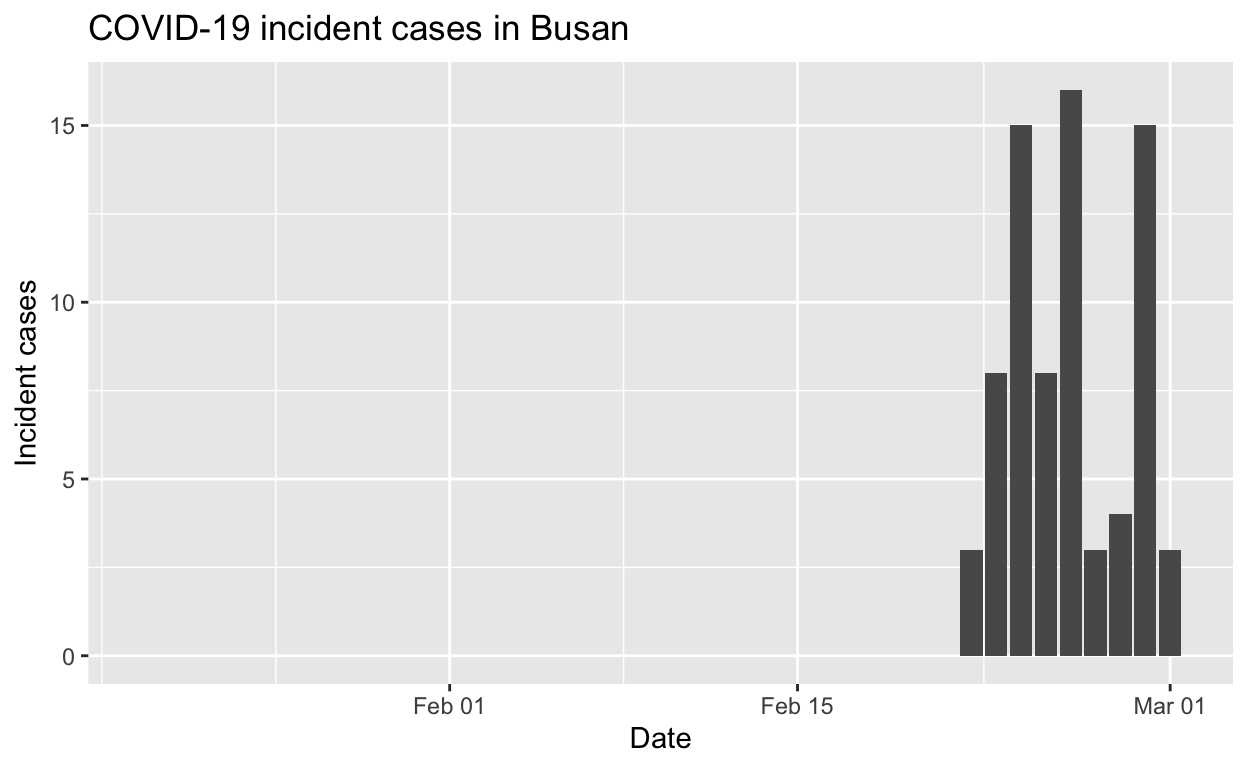 COVID-19 incident cases in Busan
Incident cases
15
10
5
0
Feb 01 Feb 15 Mar 01
Date